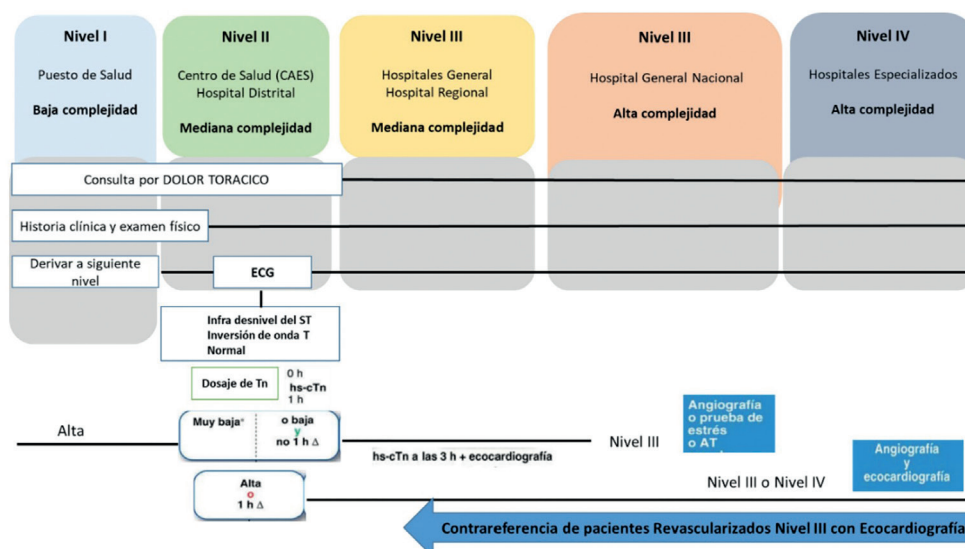 Nivel I
Puesto de Salud
Baja complejidad
Nivel II
Centro de Salud (CAES)
Hospital Distrital
Mediana complejidad
Nivel III
Hospitales General
Hospital Regional
Mediana complejidad
Nivel III
Hospital General Nacional
Alta complejidad
Nivel IV
Hospitales Especializados
Alta complejidad
Consulta por DOLOR TORACICO
Historia clínica y examen físico
Derivar a siguiente
nivel
ECG
Infra desnivel del ST
Inversión de onda T
Normal
Dosaje de Tn
0 h
hs-cTn
1 h
Alta
Muy baja*
o baja
y
no 1 h Δ
hs-cTn a las 3 h + ecocardiografía
Nivel III
Angiografía
o prueba de
estrés
o AT
Alta
o
1 h Δ
Nivel III o Nivel IV
Angiografía
y
ecocardiografía
Contrareferencia de pacientes Revascularizados Nivel III con Ecocardiografía